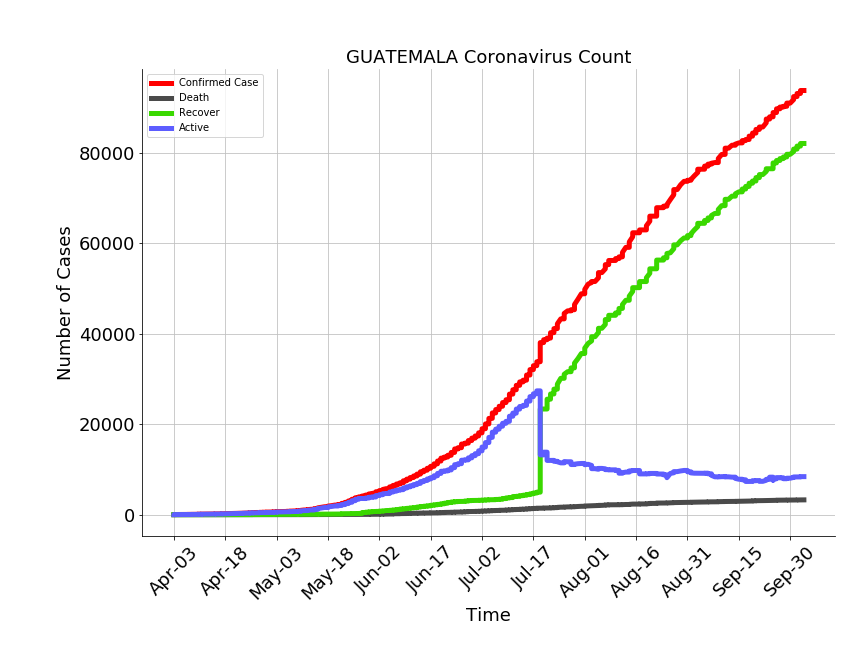 GUATEMALA Coronavirus Count
Confirmed Case
Death
Recover
Active
80000
60000
40000
20000
0
Number of Cases
Apr-03
Apr-18
May-03
May-18
Jun-02
Jun-17
Jul-02
Jul-17
Aug-01
Aug-16
Aug-31
Sep-15
Sep-30
Time